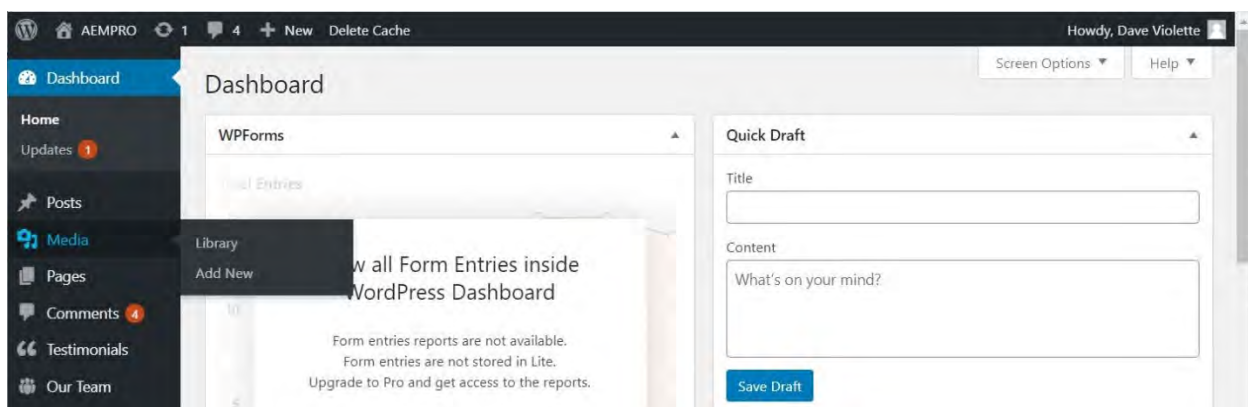 AEMPRO 1 4 New Delete Cache Howdy, Dave Violette
Screen Options Help
Dashboard
Home
Updates 1
Posts
Media
Library
Add New
Pages
Comments 4
Testimonials
Our Team
Dashboard
WPForms
Entries
all Form Entries inside
WordPress Dashboard
Form entries reports are not available.
Form entries are not stored in Lite.
Upgrade to Pro and get access to the reports.
10
5
Quick Draft
Title
Content
What's on your mind?
Save Draft